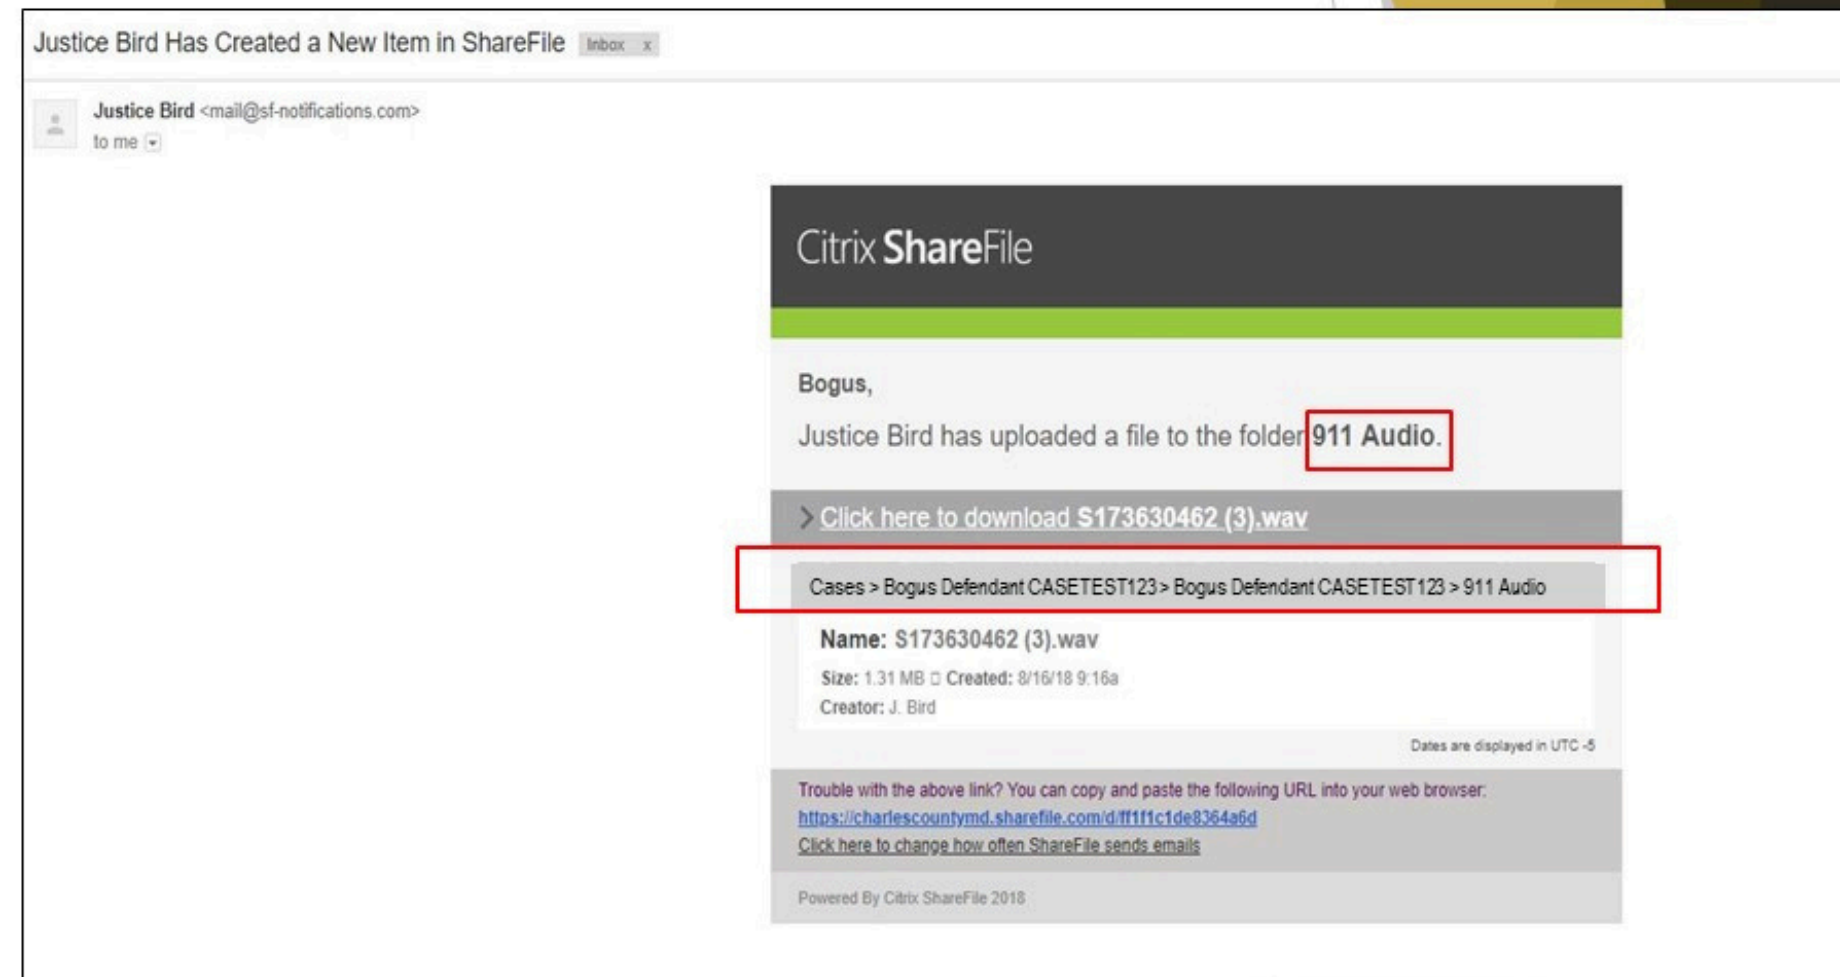 Justice Bird Has Created a New Item in ShareFile Inbox x
Justice Bird <mail@sf-notifications.com>
to me
Citrix ShareFile
Bogus,
Justice Bird has uploaded a file to the folder 911 Audio.
> Click here to download S173630462 (3).wav
Cases > Bogus Defendant CASETEST123 > Bogus Defendant CASETEST123 > 911 Audio
Name: S173630462 (3).wav
Size: 1.31 MB ▯ Created: 8/16/18 9:16a
Creator: J. Bird
Dates are displayed in UTC -5
Trouble with the above link? You can copy and paste the following URL into your web browser:
https://charlescountymd.sharefile.com/d/ff1f1c1de8364a6d
Click here to change how often ShareFile sends emails
Powered By Citrix ShareFile 2018